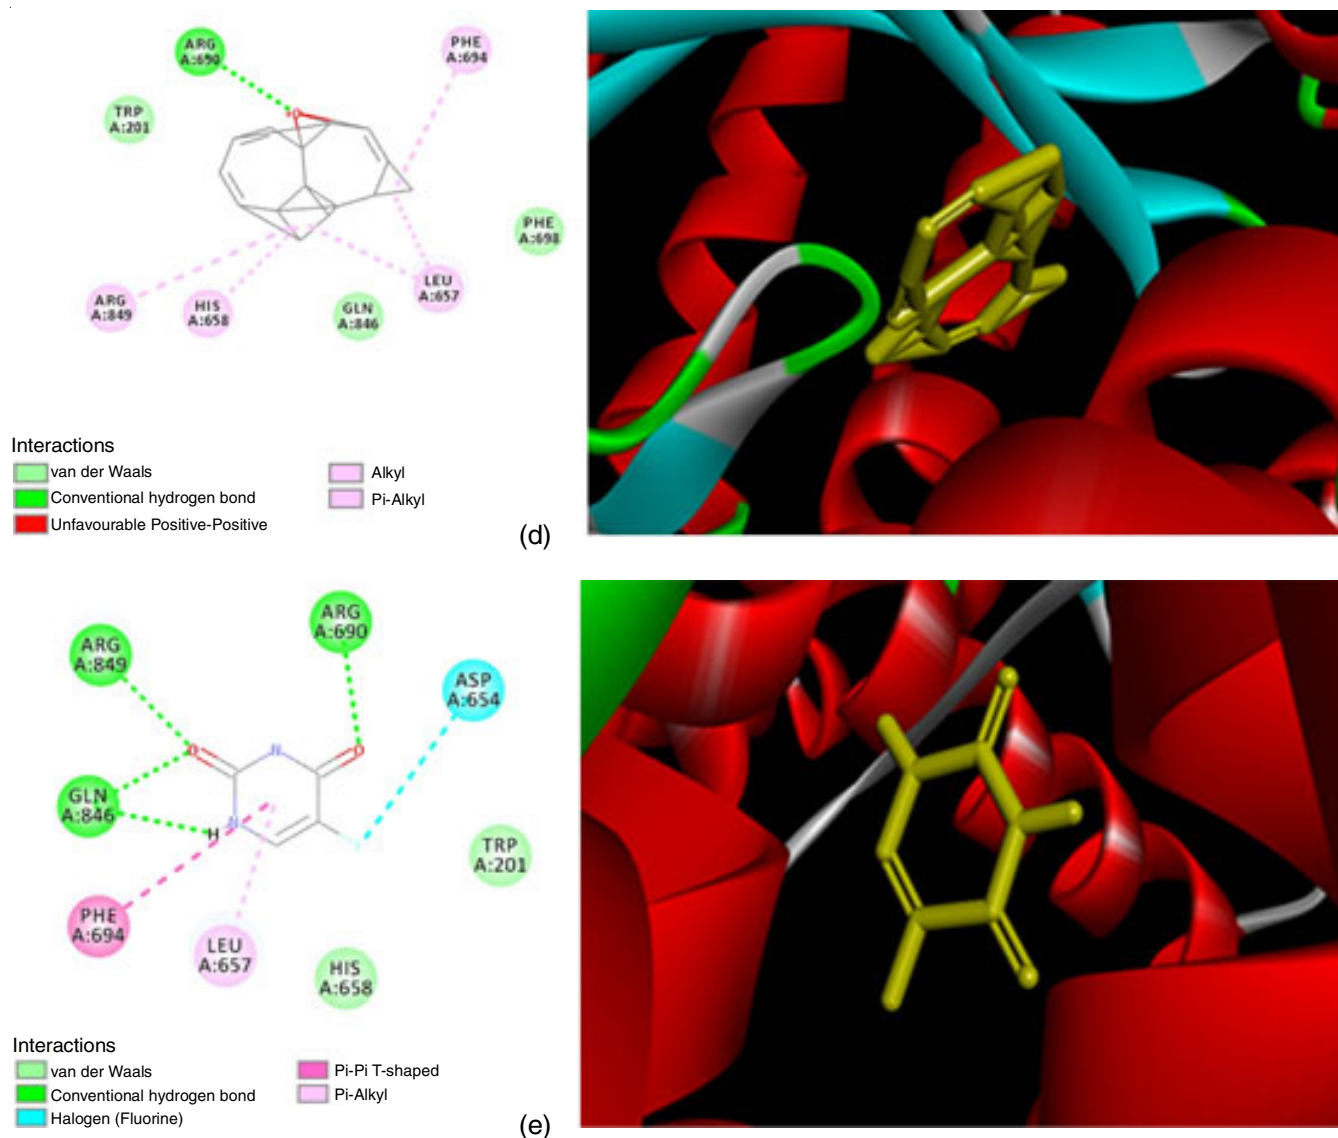 ARG
A:690
PHE
A:694
TRP
A:201
O
PHE
A:698
ARG
A:849
HIS
A:658
GLN
A:846
LEU
A:657
Interactions
van der Waals
Conventional hydrogen bond
Unfavourable Positive-Positive
Alkyl
Pi-Alkyl
(d)
ARG
A:849
ARG
A:690
ASP
A:654
O
N
O
GLN
A:846
H
N
TRP
A:201
PHE
A:694
LEU
A:657
HIS
A:658
Interactions
van der Waals
Conventional hydrogen bond
Halogen (Fluorine)
Pi-Pi T-shaped
Pi-Alkyl
(e)